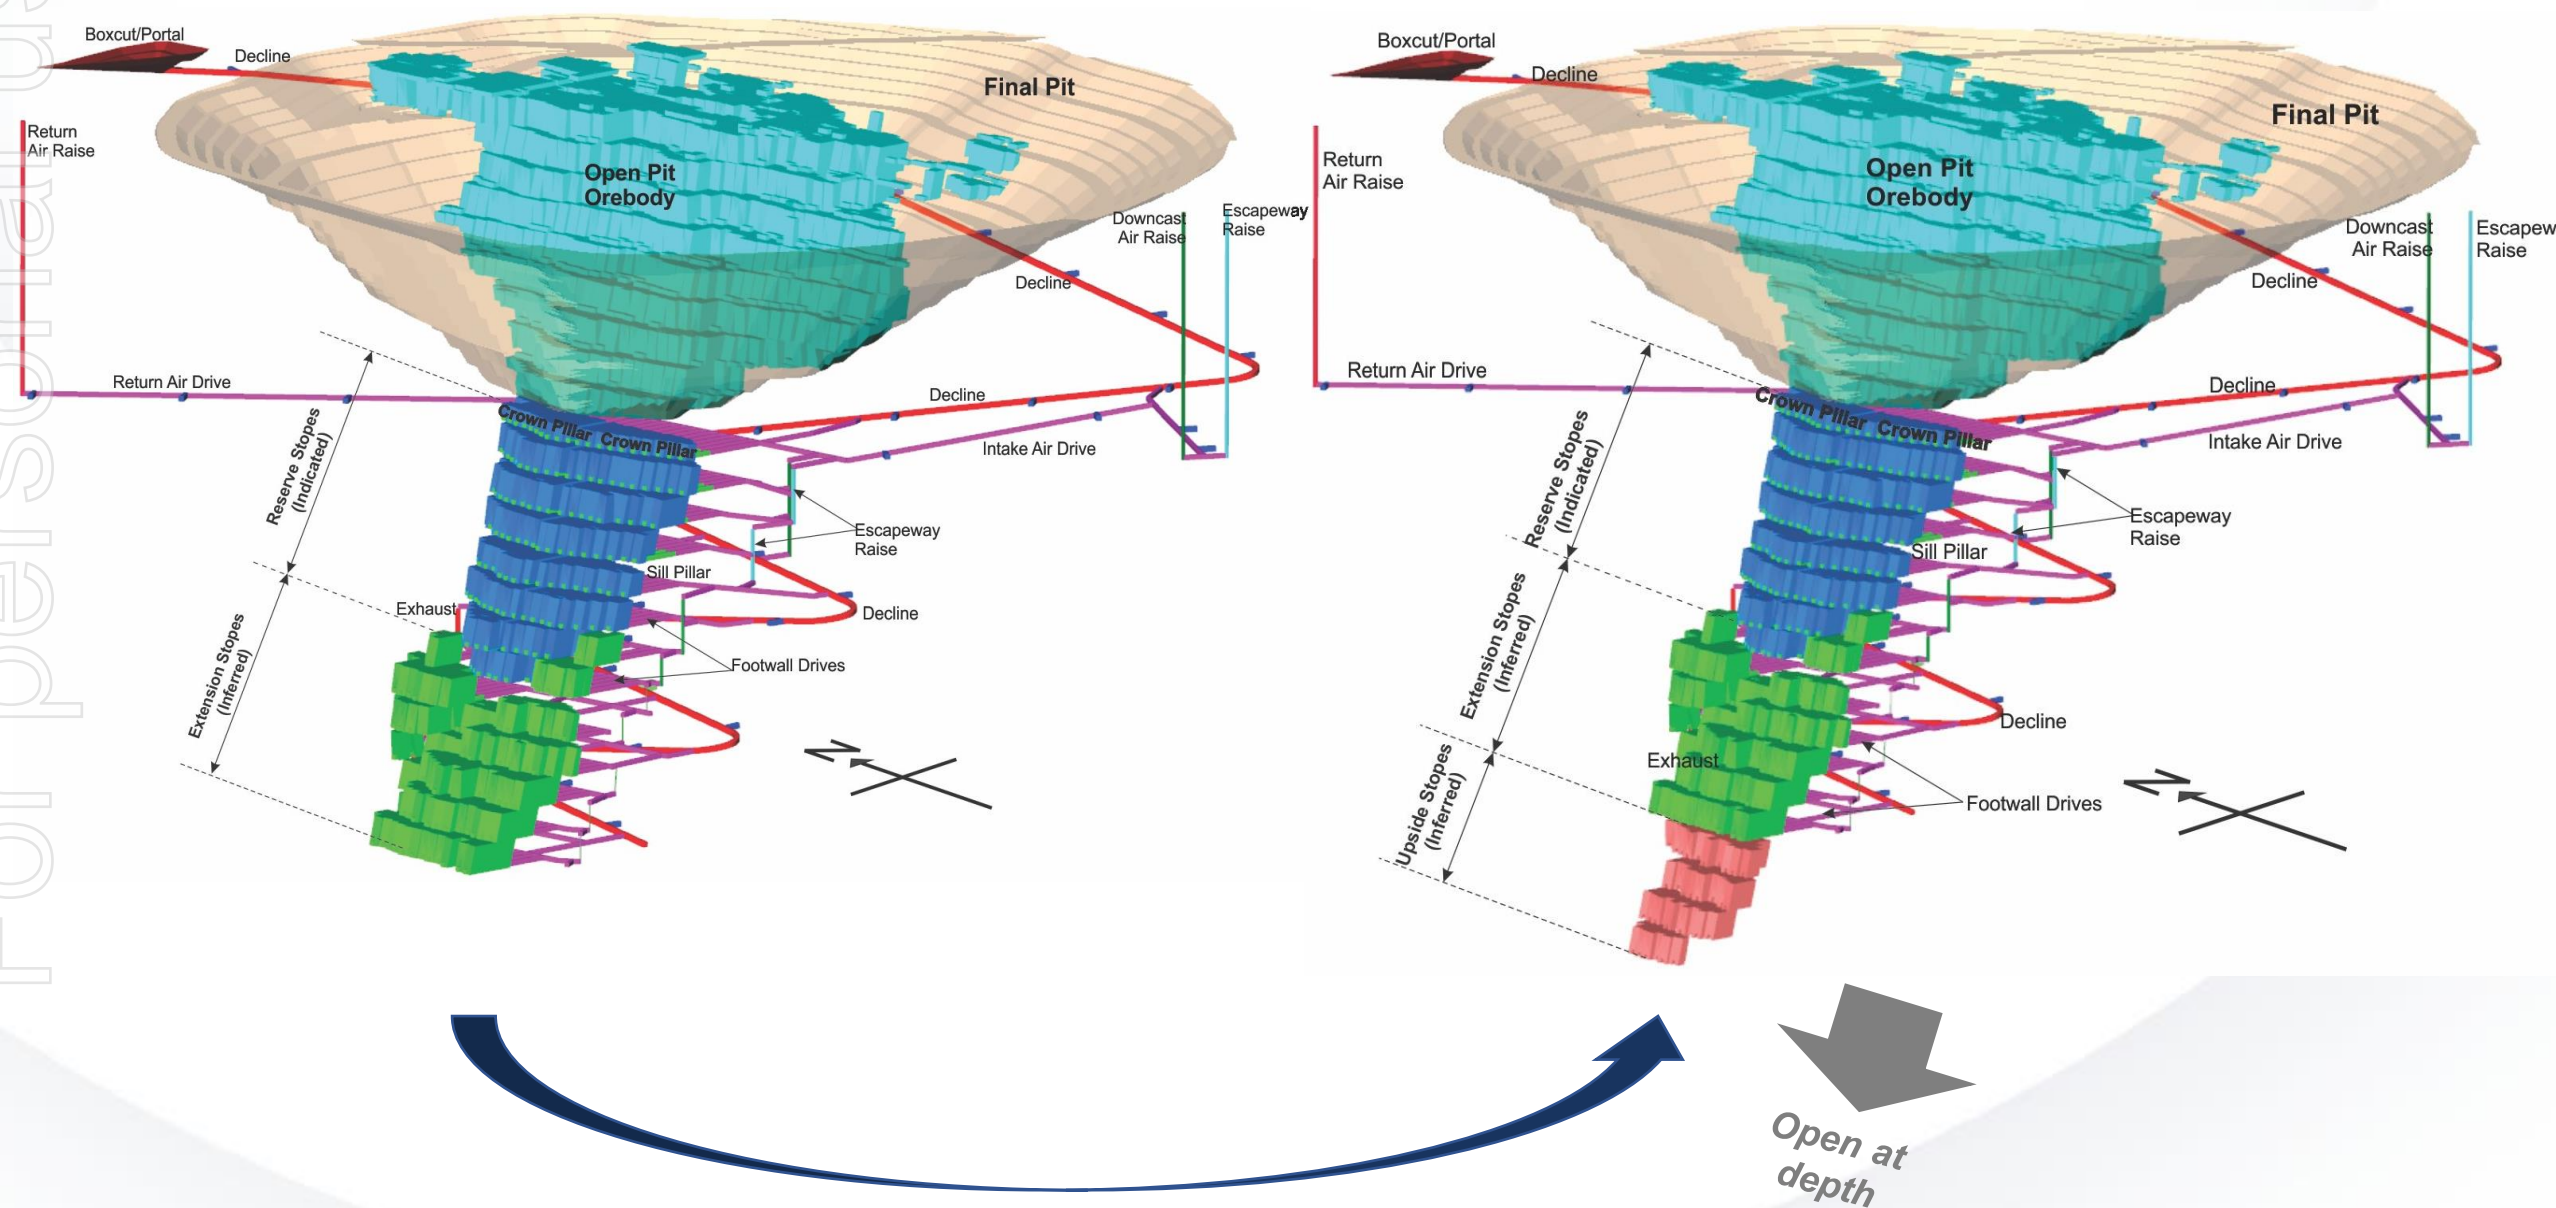 For personal us
Boxcut/Portal
Decline
Final Pit
Return
Air Raise
Open Pit
Orebody
Downcast
Air Raise
Escapeway
Raise
Decline
Return Air Drive
Decline
Crown Pillar Crown Pillar
Intake Air Drive
Reserve Stopes
(Indicated)
Escapeway
Raise
Sill Pillar
Exhaust
Decline
Extension Stopes
(Inferred)
Footwall Drives
N
Boxcut/Portal
Decline
Final Pit
Return
Air Raise
Open Pit
Orebody
Downcast
Air Raise
Escapew
Raise
Decline
Return Air Drive
Decline
Crown Pillar Crown Pillar
Intake Air Drive
Reserve Stopes
(Indicated)
Escapeway
Raise
Sill Pillar
Extension Stopes
(Inferred)
Decline
Exhaust
Upside Stopes
(Inferred)
Footwall Drives
N
Open at
depth